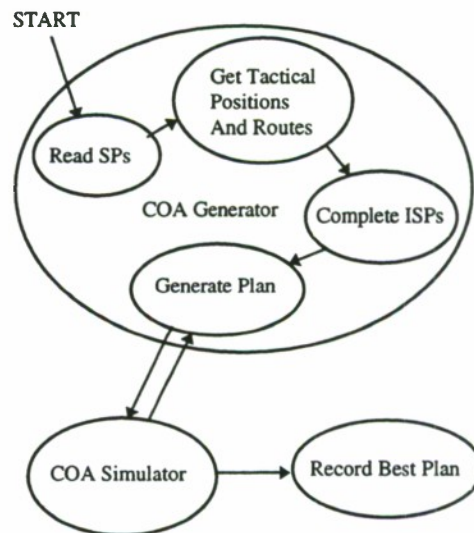 START
Get Tactical
Positions
And Routes
Read SPs
COA Generator
Complete ISPs
Generate Plan
COA Simulator
Record Best Plan